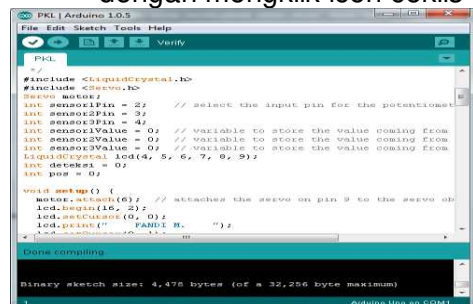 dengan mengklik icon ceklis
PKL | Arduino 1.0.5
File Edit Sketch Tools Help
Verify
PKL
*/
#include <LiquidCrystal.h>
#include <Servo.h>
Servo motor;
int sensor1Pin = 2; // select the input pin for the potentiomet
int sensor2Pin = 3;
int sensor3Pin = 4;
int sensor1Value = 0; // variable to store the value coming from
int sensor2Value = 0; // variable to store the value coming from
int sensor3Value = 0; // variable to store the value coming from
LiquidCrystal lcd(4, 5, 6, 7, 8, 9);
int deteksi = 0;
int pos = 0;
void setup() {
motor.attach(6); // attaches the servo on pin 9 to the servo ob
lcd.begin(16, 2);
lcd.setCursor(0, 0);
lcd.print(" PANDI M. ");
Done compiling.
Binary sketch size: 4,478 bytes (of a 32,256 byte maximum)
1 Arduino Uno on COM1